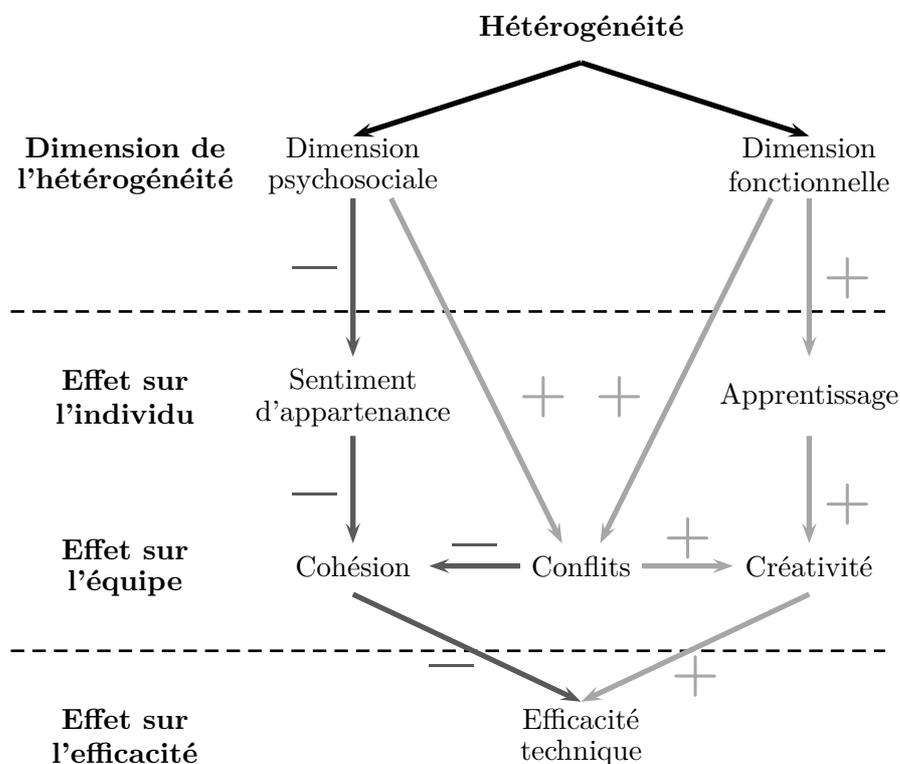 Hétérogénéité
Dimension de
l'hétérogénéité
Dimension
psychosociale
Dimension
fonctionnelle
—
+
Effet sur
l'individu
Sentiment
d'appartenance
+ +
Apprentissage
—
+
Effet sur
l'équipe
Cohésion
—
Conflits
+
Créativité
—
+
Effet sur
l'efficacité
Efficacité
technique